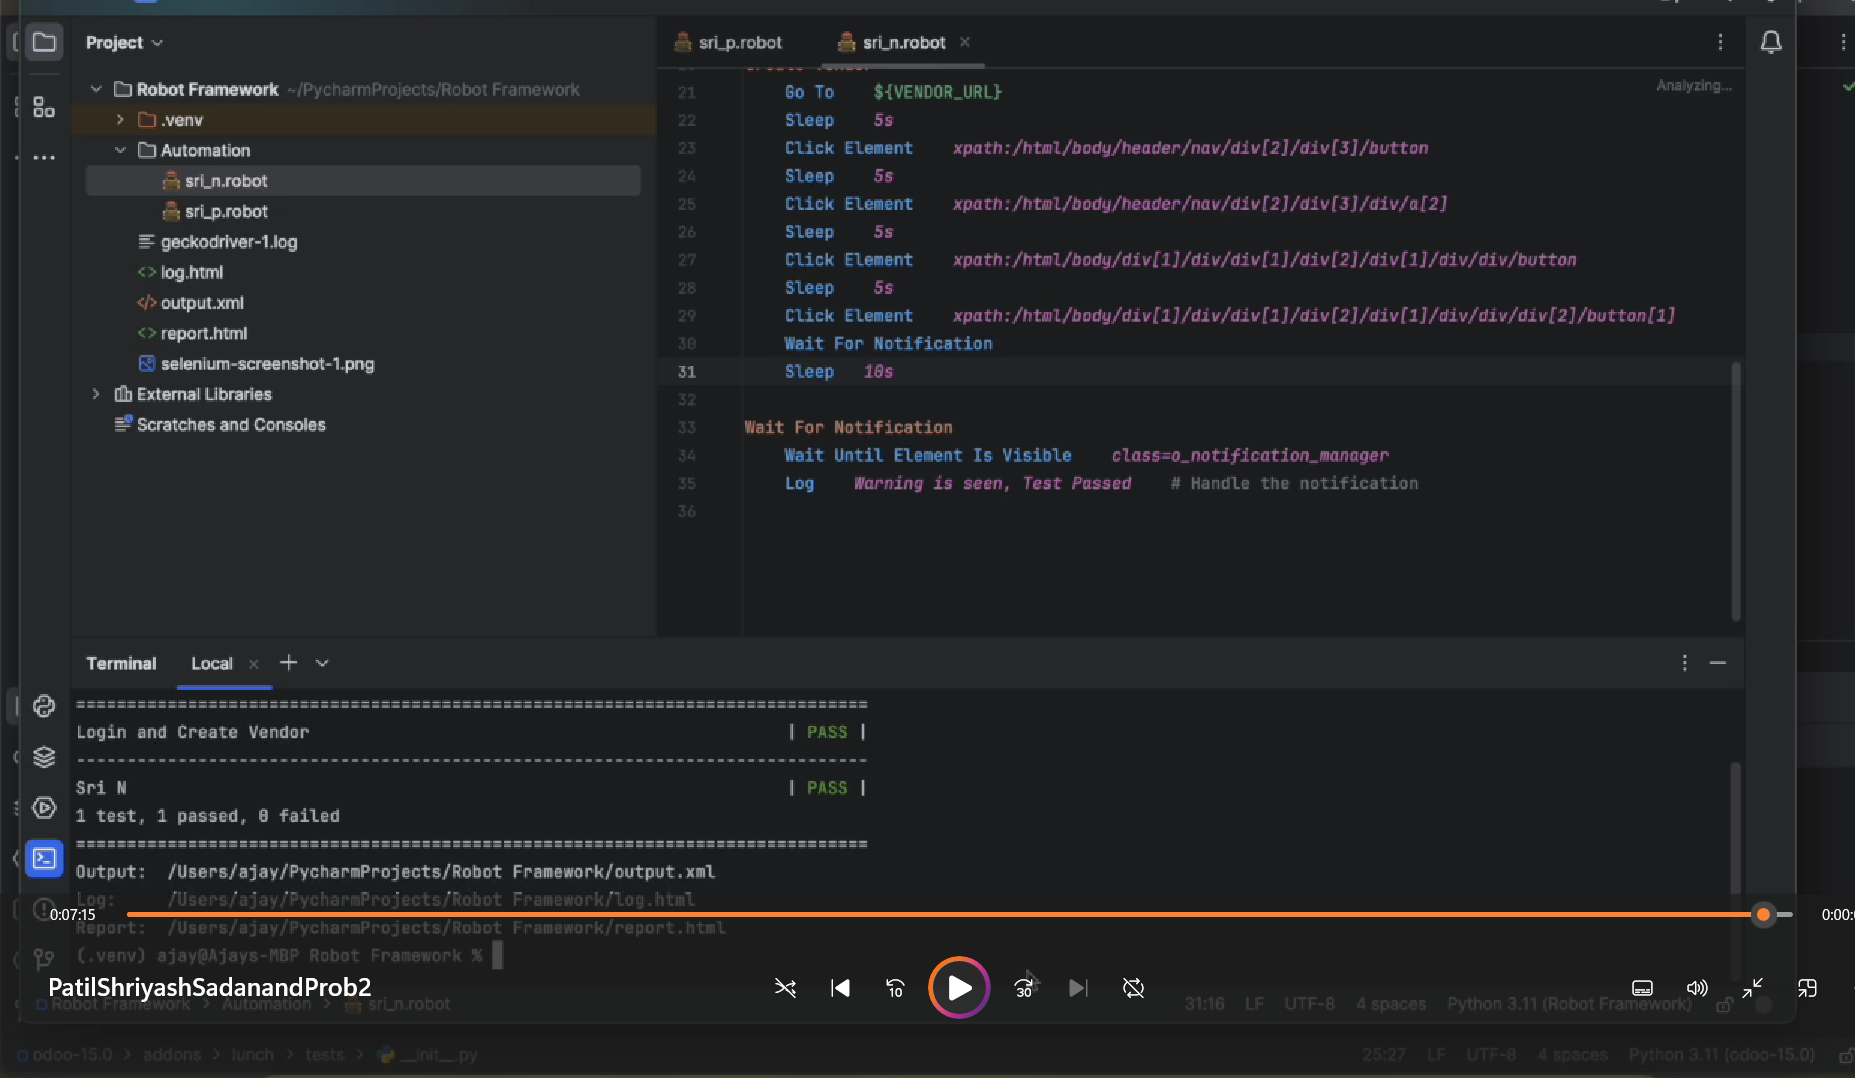 Project
Robot Framework ~/PycharmProjects/Robot Framework
.venv
Automation
sri_n.robot
sri_p.robot
geckodriver-1.log
log.html
output.xml
report.html
selenium-screenshot-1.png
External Libraries
Scratches and Consoles
sri_p.robot sri_n.robot
Analyzing...
21 Go To ${VENDOR_URL}
22 Sleep 5s
23 Click Element xpath:/html/body/header/nav/div[2]/div[3]/button
24 Sleep 5s
25 Click Element xpath:/html/body/header/nav/div[2]/div[3]/div/a[2]
26 Sleep 5s
27 Click Element xpath:/html/body/div[1]/div/div[1]/div[2]/div[1]/div/div/button
28 Sleep 5s
29 Click Element xpath:/html/body/div[1]/div/div[1]/div[2]/div[1]/div/div/div[2]/button[1]
30 Wait For Notification
31 Sleep 10s
32
33 Wait For Notification
34 Wait Until Element Is Visible class=o_notification_manager
35 Log Warning is seen, Test Passed # Handle the notification
36
Terminal Local
==============================================================================
Login and Create Vendor | PASS |
------------------------------------------------------------------------------
Sri N | PASS |
1 test, 1 passed, 0 failed
==============================================================================
Output: /Users/ajay/PycharmProjects/Robot Framework/output.xml
Log: /Users/ajay/PycharmProjects/Robot Framework/log.html
0:07:15 0:00:
Report: /Users/ajay/PycharmProjects/Robot Framework/report.html
(.venv) ajay@Ajays-MBP Robot Framework %
PatilShriyashSadanandProb2
10
30
Robot Framework > Automation > sri_n.robot
31:16 LF UTF-8 4 spaces Python 3.11 (Robot Framework)
odoo-15.0 > addons > lunch > tests > __init__.py
25:27 LF UTF-8 4 spaces Python 3.11 (odoo-15.0)